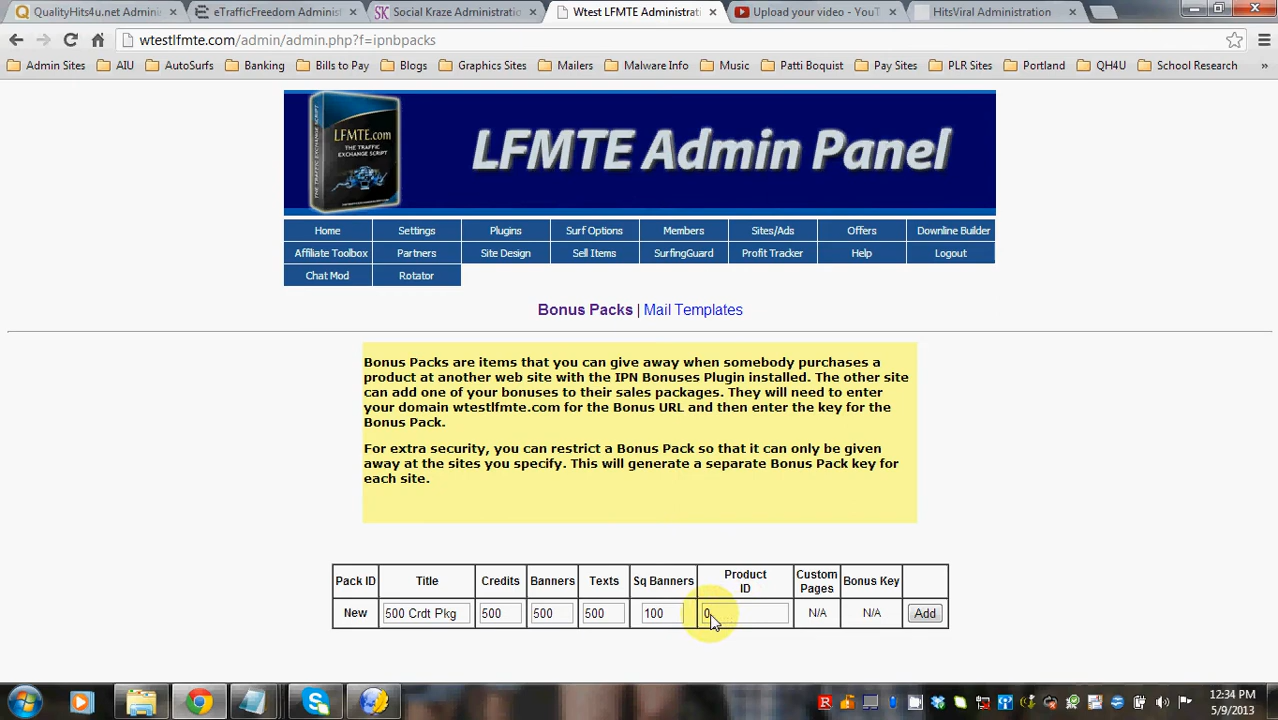 QualityHits4u.net Admini
eTrafficFreedom Administ
Social Kraze Administratio
Wtest LFMTE Administrati
Upload your video - YouT
HitsViral Administration
wtestlfmte.com/admin/admin.php?f=ipnbpacks
Admin Sites AIU AutoSurfs Banking Bills to Pay Blogs Graphics Sites Mailers Malware Info Music Patti Boquist Pay Sites PLR Sites Portland QH4U School Research »
LFMTE.com
THE TRAFFIC
EXCHANGE SCRIPT
LFMTE Admin Panel
Home Settings Plugins Surf Options Members Sites/Ads Offers Downline Builder
Affiliate Toolbox Partners Site Design Sell Items SurfingGuard Profit Tracker Help Logout
Chat Mod Rotator
Bonus Packs | Mail Templates
Bonus Packs are items that you can give away when somebody purchases a
product at another web site with the IPN Bonuses Plugin installed. The other site
can add one of your bonuses to their sales packages. They will need to enter
your domain wtestlfmte.com for the Bonus URL and then enter the key for the
Bonus Pack.
For extra security, you can restrict a Bonus Pack so that it can only be given
away at the sites you specify. This will generate a separate Bonus Pack key for
each site.
Pack ID Title Credits Banners Texts Sq Banners Product ID Custom Pages Bonus Key
New 500 Crdt Pkg 500 500 500 100 0 N/A N/A Add
12:34 PM
5/9/2013